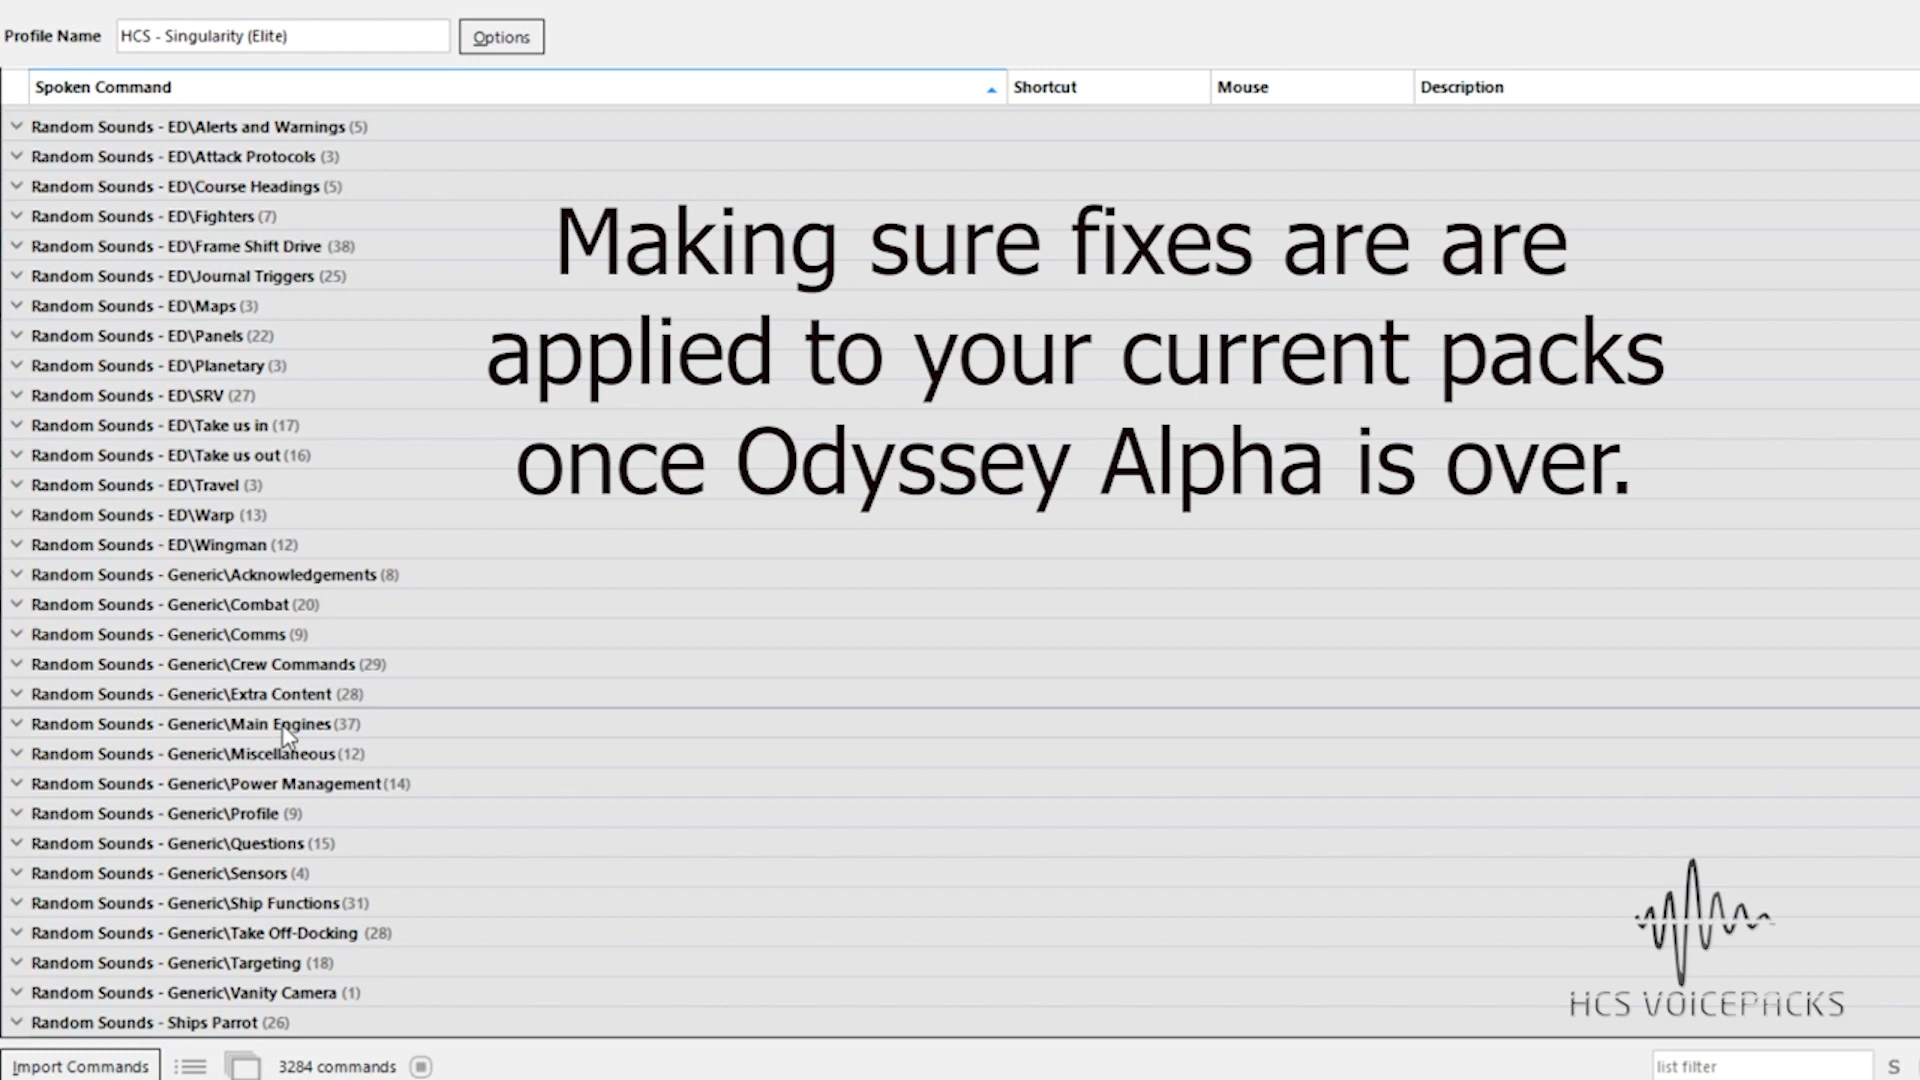 Profile Name HCS - Singularity (Elite) Options
Spoken Command Shortcut Mouse Description
Random Sounds - ED\Alerts and Warnings (5)
Random Sounds - ED\Attack Protocols (3)
Random Sounds - ED\Course Headings (5)
Random Sounds - ED\Fighters (7)
Random Sounds - ED\Frame Shift Drive (38)
Random Sounds - ED\Journal Triggers (25)
Random Sounds - ED\Maps (3)
Random Sounds - ED\Panels (22)
Random Sounds - ED\Planetary (3)
Random Sounds - ED\SRV (27)
Random Sounds - ED\Take us in (17)
Random Sounds - ED\Take us out (16)
Random Sounds - ED\Travel (3)
Random Sounds - ED\Warp (13)
Random Sounds - ED\Wingman (12)
Random Sounds - Generic\Acknowledgements (8)
Random Sounds - Generic\Combat (20)
Random Sounds - Generic\Comms (9)
Random Sounds - Generic\Crew Commands (29)
Random Sounds - Generic\Extra Content (28)
Random Sounds - Generic\Main Engines (37)
Random Sounds - Generic\Miscellaneous (12)
Random Sounds - Generic\Power Management (14)
Random Sounds - Generic\Profile (9)
Random Sounds - Generic\Questions (15)
Random Sounds - Generic\Sensors (4)
Random Sounds - Generic\Ship Functions (31)
Random Sounds - Generic\Take Off-Docking (28)
Random Sounds - Generic\Targeting (18)
Random Sounds - Generic\Vanity Camera (1)
Random Sounds - Ships Parrot (26)
Making sure fixes are are
applied to your current packs
once Odyssey Alpha is over.
HCS VOICEPACKS
Import Commands 3284 commands list filter S